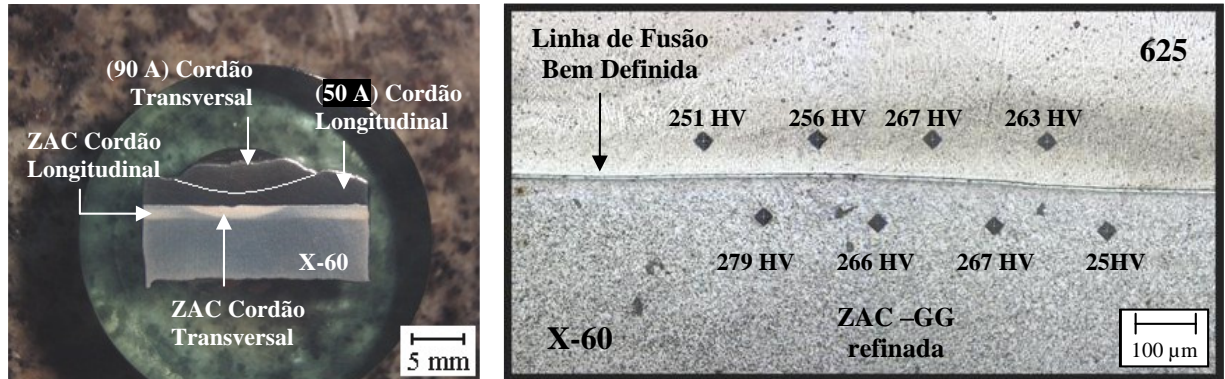 (90 A) Cordão
Transversal
(50 A) Cordão
Longitudinal
ZAC Cordão
Longitudinal
X-60
ZAC Cordão
Transversal
5 mm
Linha de Fusão
Bem Definida
625
251 HV
256 HV
267 HV
263 HV
279 HV
266 HV
267 HV
25HV
X-60
ZAC –GG
refinada
100 µm